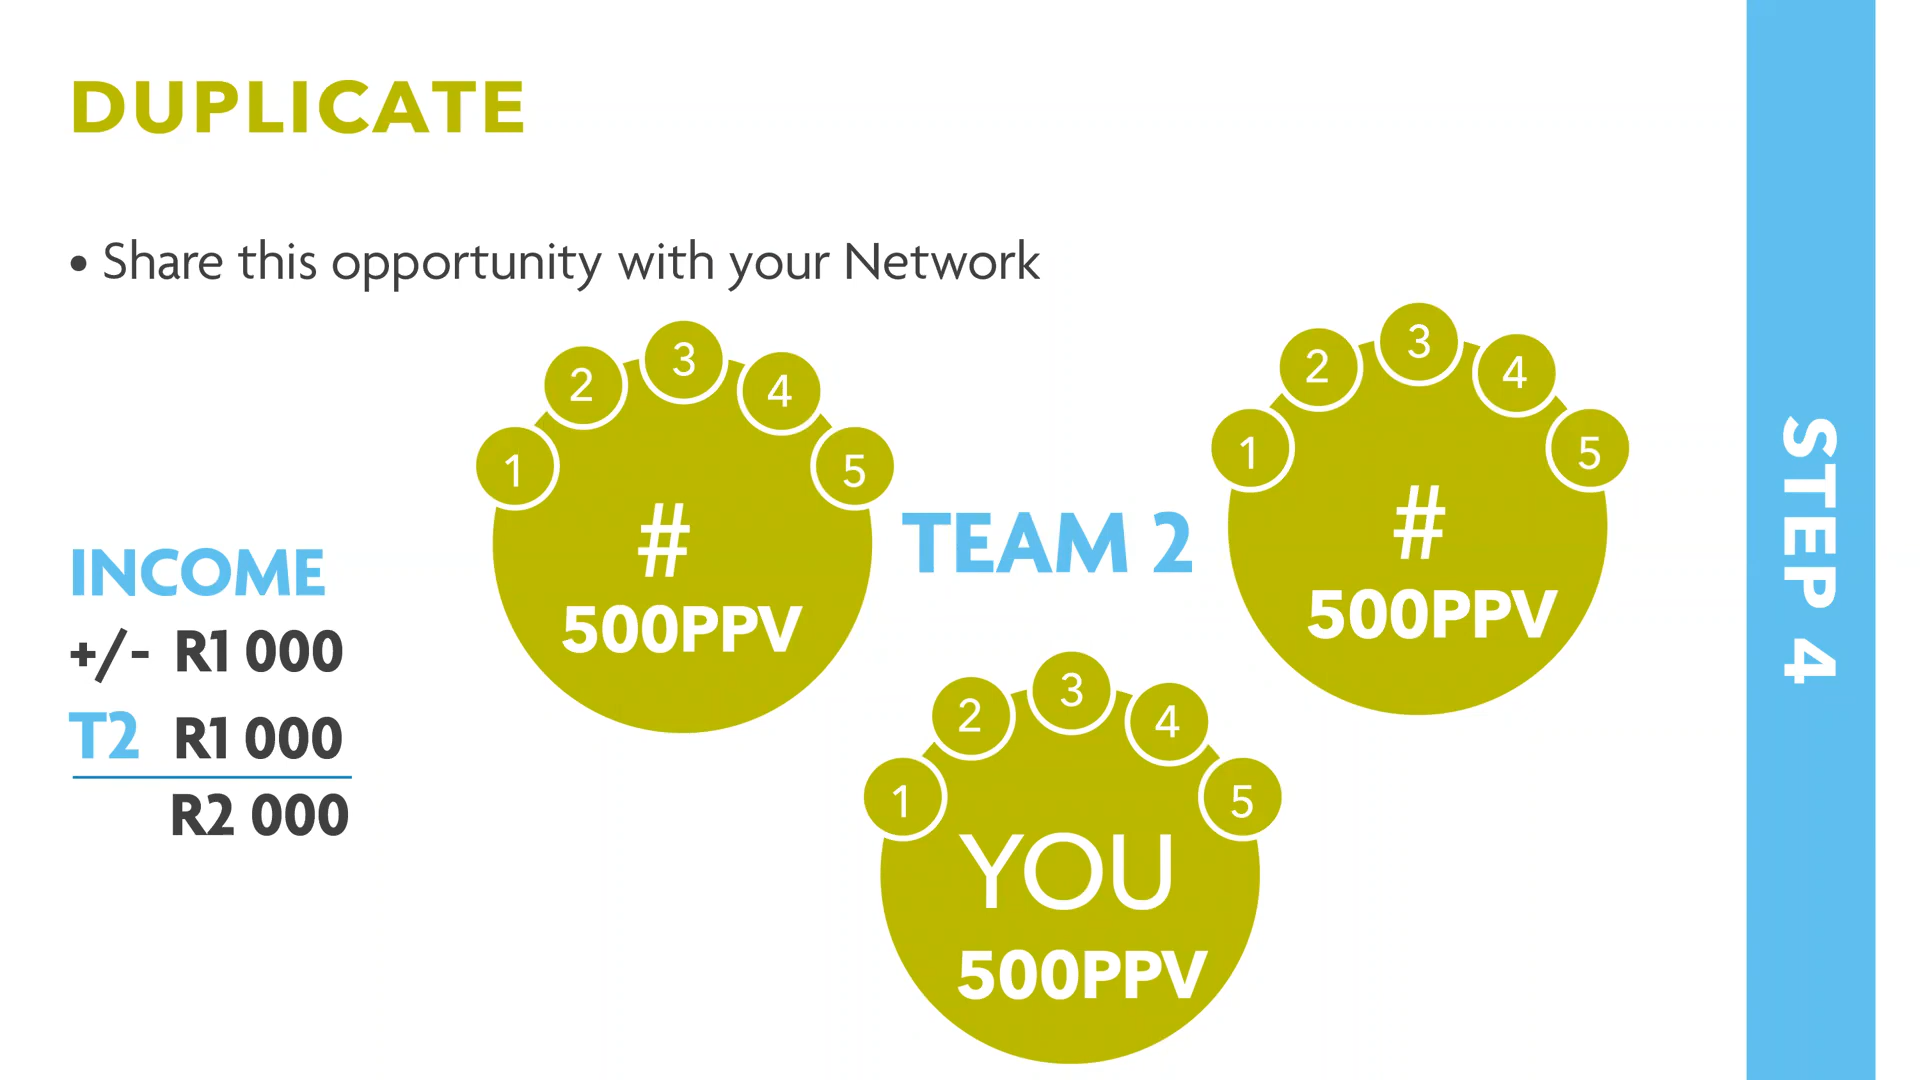 DUPLICATE
• Share this opportunity with your Network
1
2
3
4
5
#
500PPV
TEAM 2
1
2
3
4
5
#
500PPV
INCOME
+/- R1 000
T2 R1 000
R2 000
1
2
3
4
5
YOU
500PPV
STEP 4